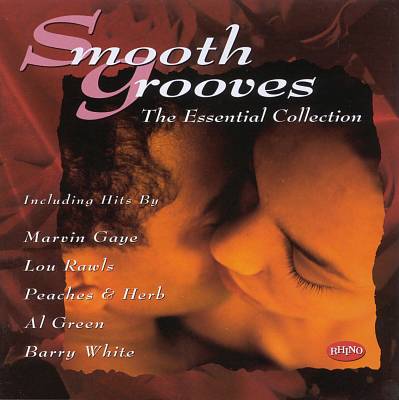 Smooth
Grooves
The Essential Collection
Including Hits By
Marvin Gaye
Lou Rawls
Peaches & Herb
Al Green
Barry White
RHINO